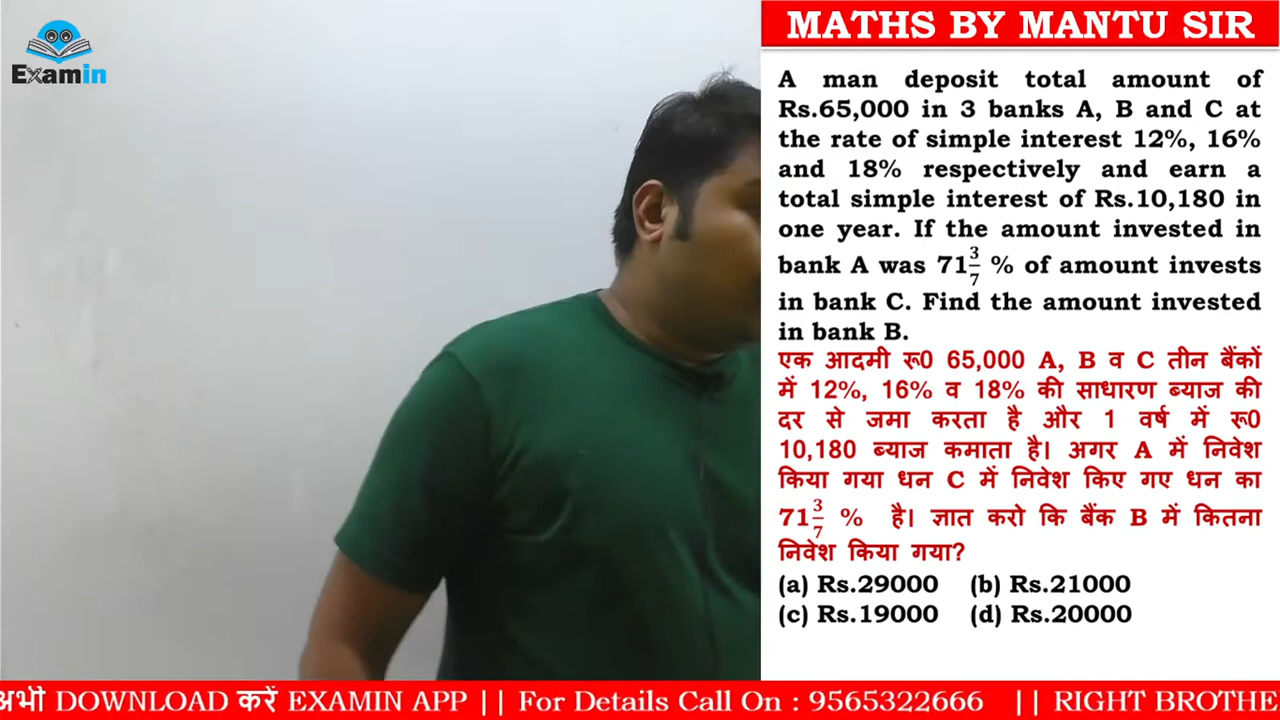 Examin
MATHS BY MANTU SIR
A man deposit total amount of
Rs.65,000 in 3 banks A, B and C at
the rate of simple interest 12%, 16%
and 18% respectively and earn a
total simple interest of Rs.10,180 in
one year. If the amount invested in
bank A was 71 3/7 % of amount invests
in bank C. Find the amount invested
in bank B.
एक आदमी रू0 65,000 A, B व C तीन बैंकों
में 12%, 16% व 18% की साधारण ब्याज की
दर से जमा करता है और 1 वर्ष में रू0
10,180 ब्याज कमाता है। अगर A में निवेश
किया गया धन C में निवेश किए गए धन का
71 3/7 % है। ज्ञात करो कि बैंक B में कितना
निवेश किया गया?
(a) Rs.29000 (b) Rs.21000
(c) Rs.19000 (d) Rs.20000
अभी DOWNLOAD करें EXAMIN APP || For Details Call On : 9565322666 || RIGHT BROTHE